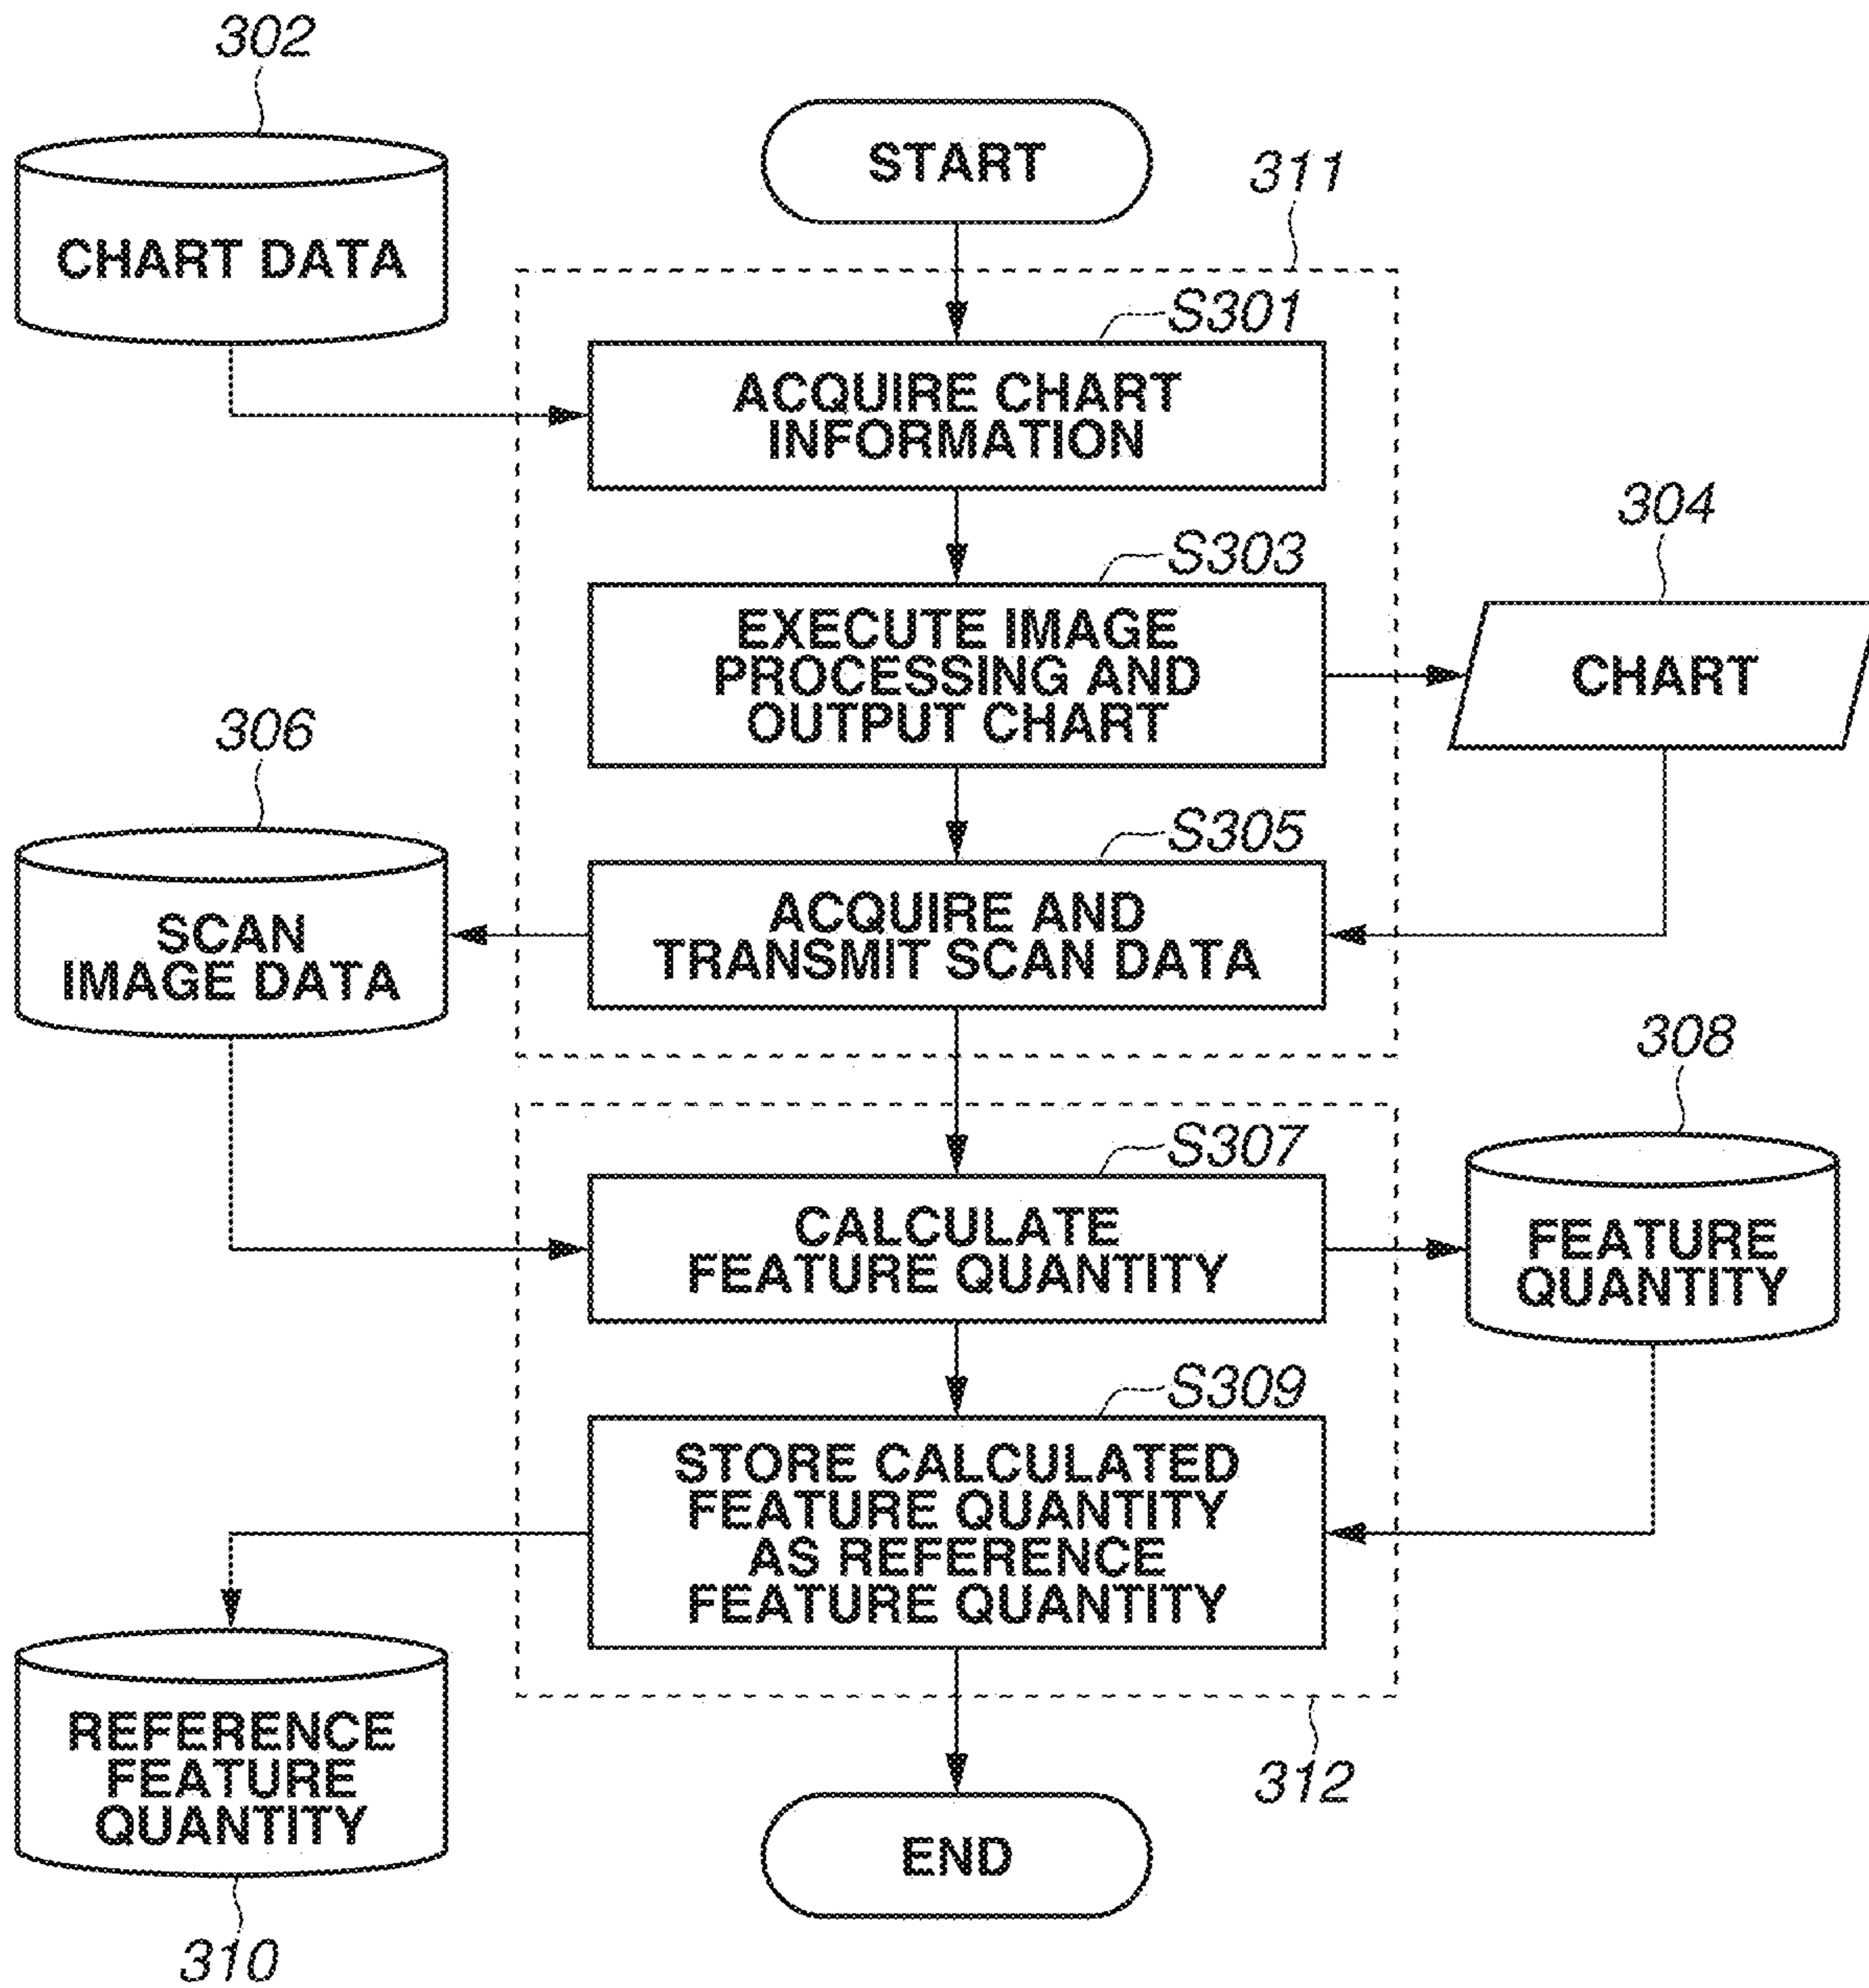 302
START
311
CHART DATA
S301
ACQUIRE CHART
INFORMATION
304
S303
EXECUTE IMAGE
PROCESSING AND
OUTPUT CHART
CHART
306
S305
SCAN
IMAGE DATA
ACQUIRE AND
TRANSMIT SCAN DATA
308
S307
CALCULATE
FEATURE QUANTITY
FEATURE
QUANTITY
S309
STORE CALCULATED
FEATURE QUANTITY
AS REFERENCE
FEATURE QUANTITY
REFERENCE
FEATURE
QUANTITY
312
END
310